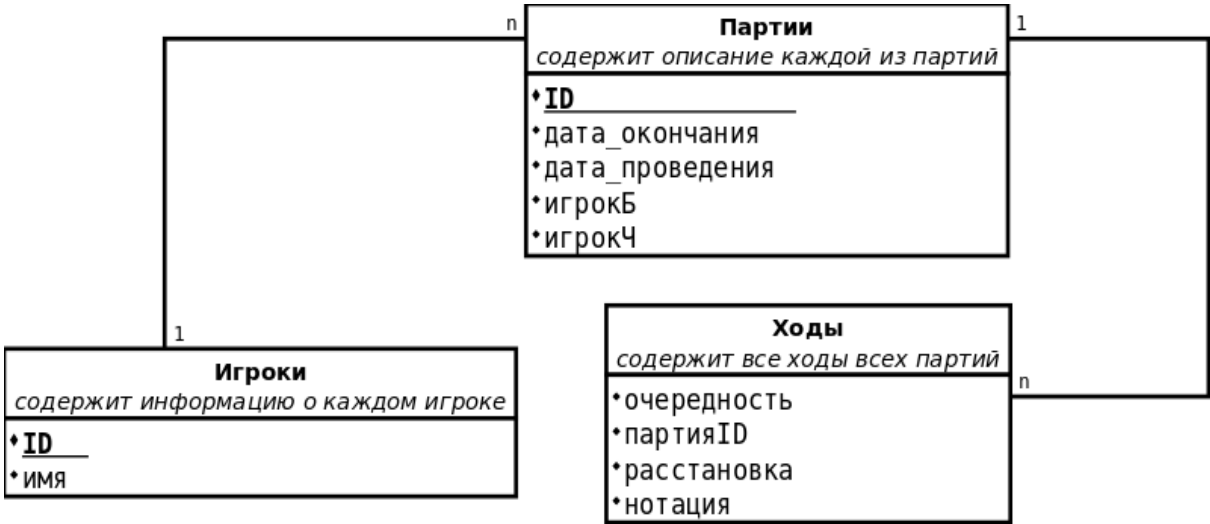 n
Партии
1
содержит описание каждой из партий
ID
дата_окончания
дата_проведения
игрокБ
игрокЧ
1
Игроки
содержит информацию о каждом игроке
ID
имя
Ходы
содержит все ходы всех партий
n
очередность
партияID
расстановка
нотация